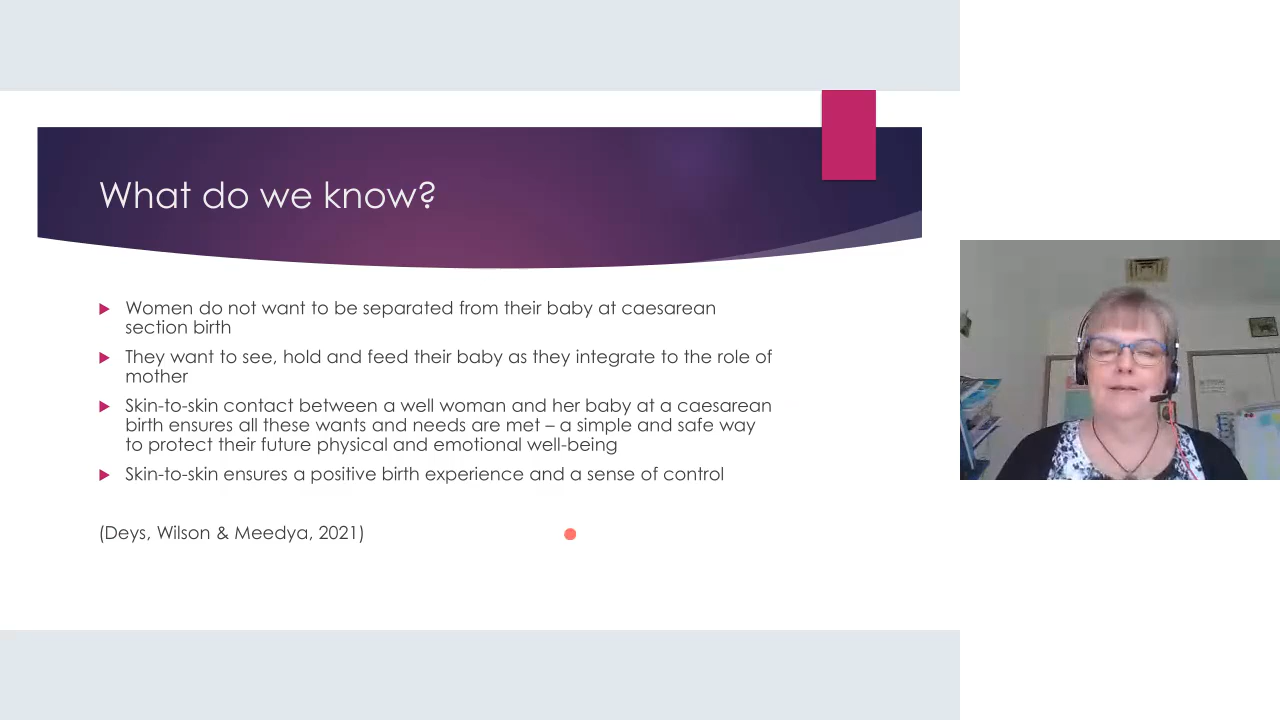 What do we know?
Women do not want to be separated from their baby at caesarean
section birth
They want to see, hold and feed their baby as they integrate to the role of
mother
Skin-to-skin contact between a well woman and her baby at a caesarean
birth ensures all these wants and needs are met – a simple and safe way
to protect their future physical and emotional well-being
Skin-to-skin ensures a positive birth experience and a sense of control
(Deys, Wilson & Meedya, 2021)